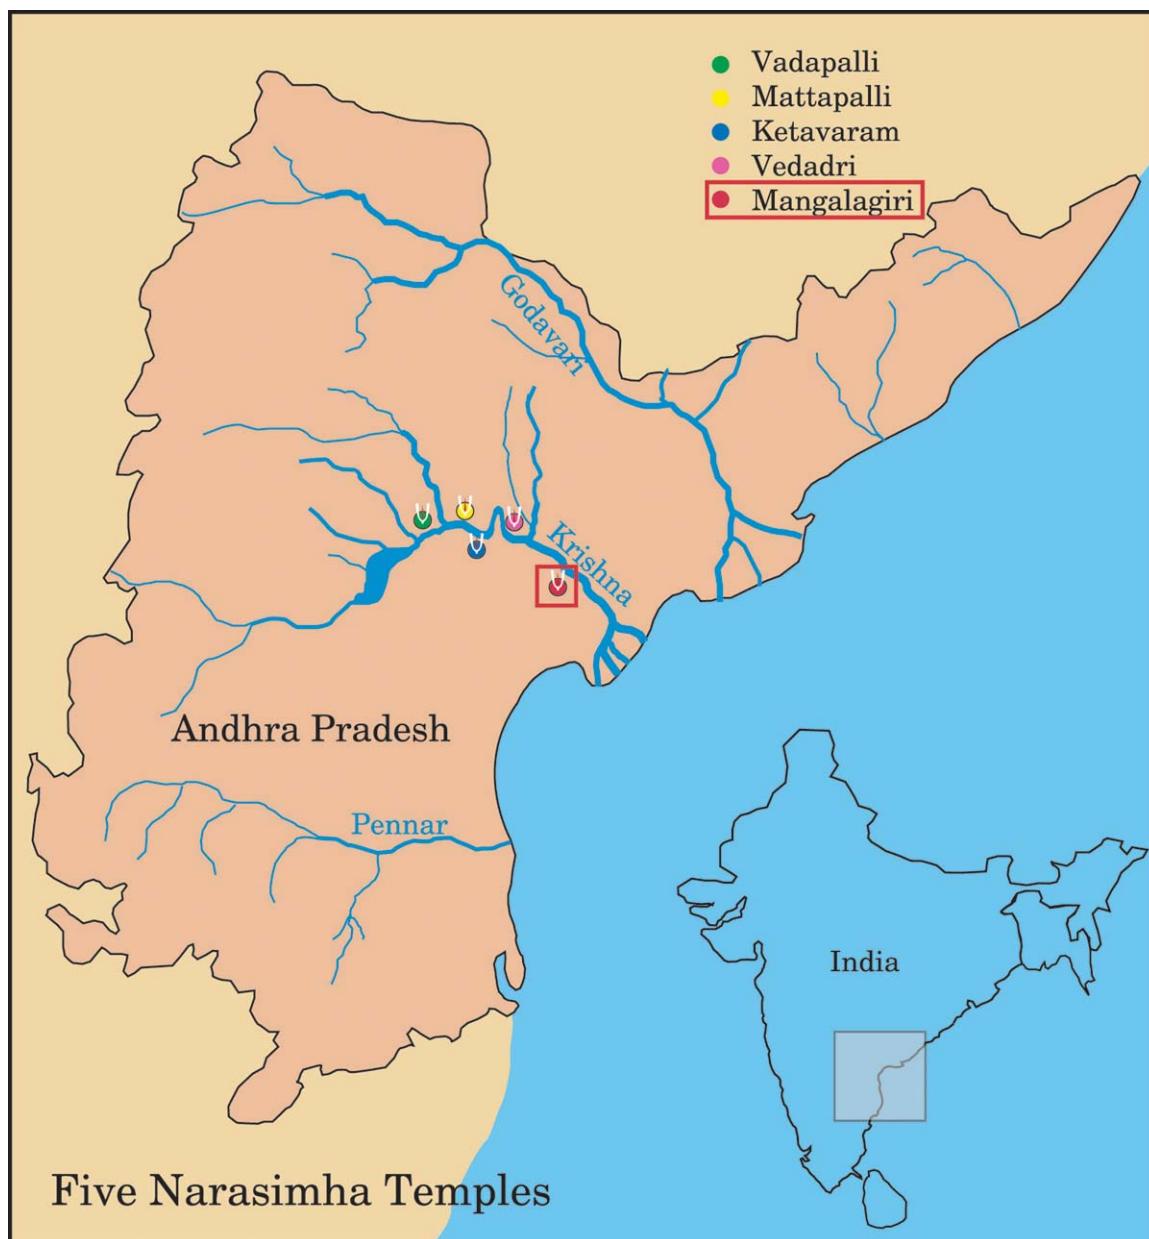 Vadapalli
Mattapalli
Ketavaram
Vedadri
Mangalagiri
Godavari
Krishna
Andhra Pradesh
Pennar
India
Five Narasimha Temples